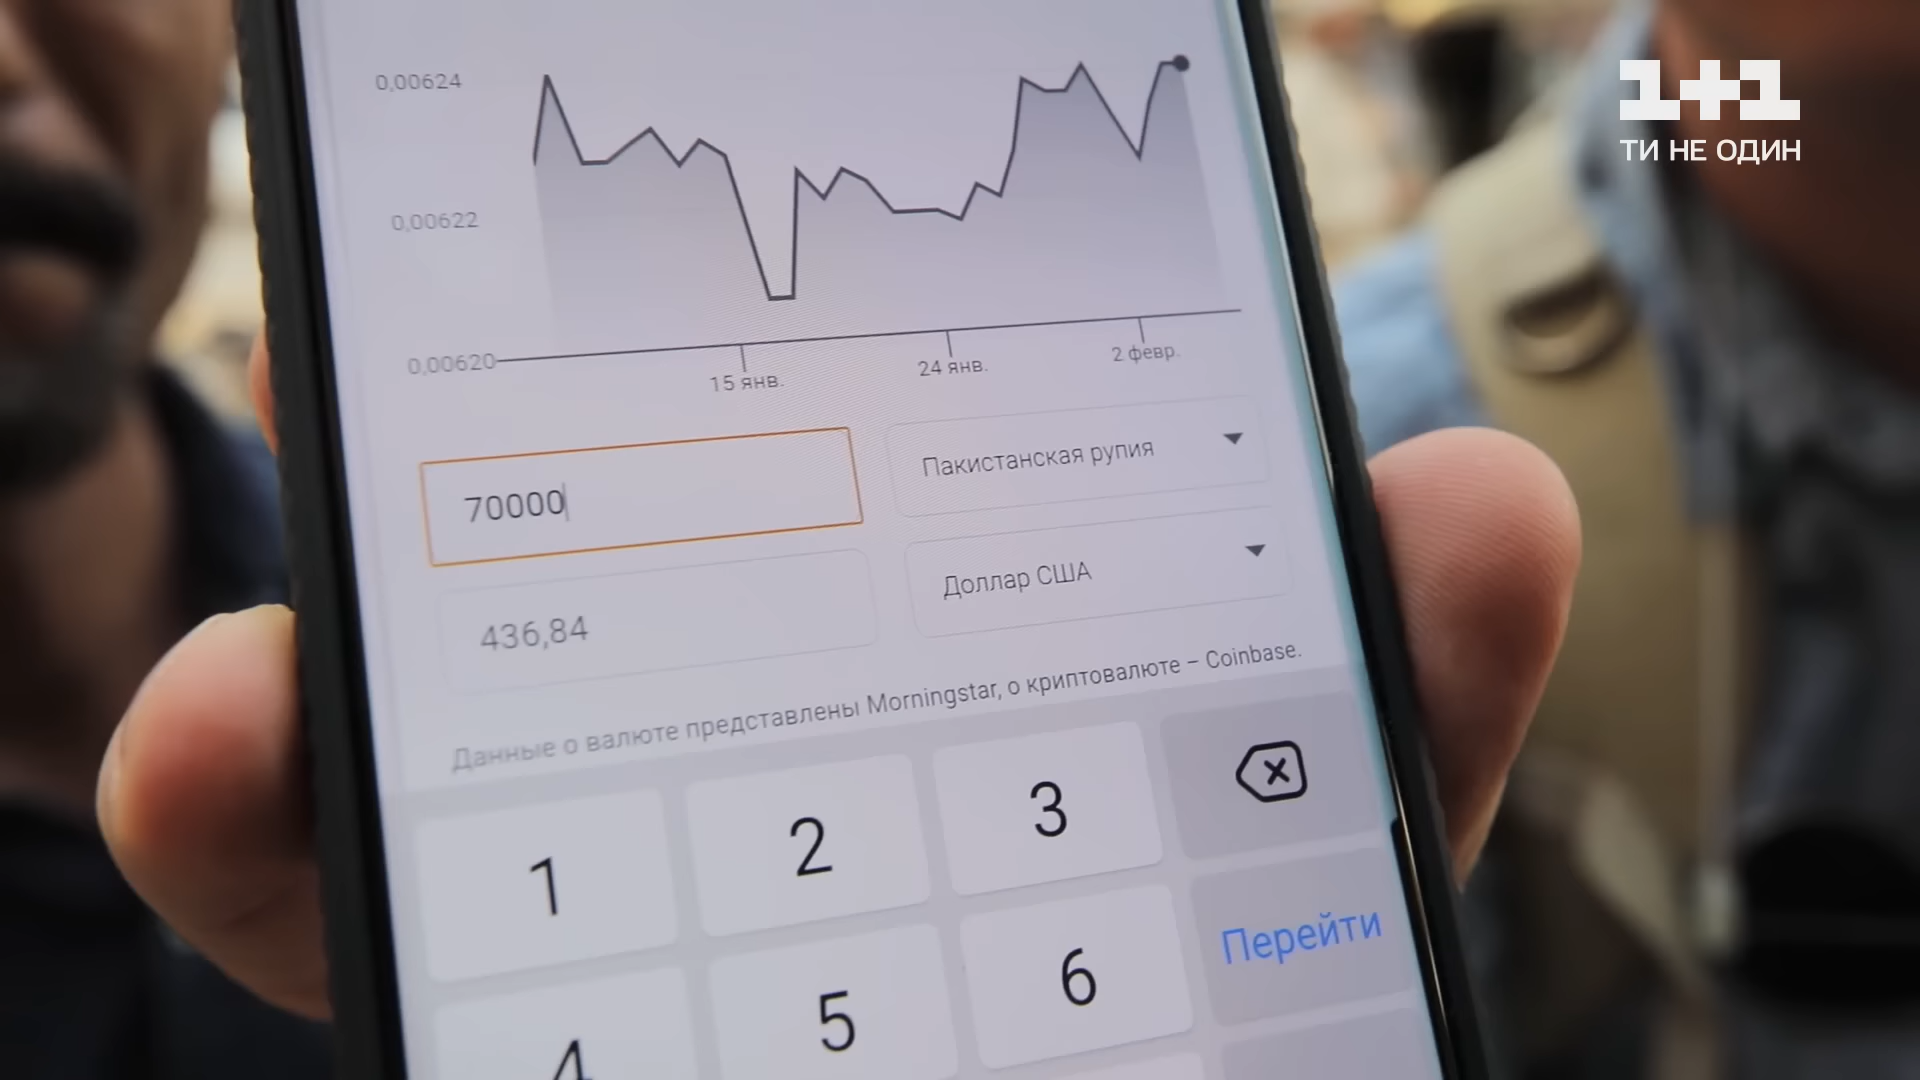 1+1
ТИ НЕ ОДИН
0,00624
0,00622
0,00620
15 янв.
24 янв.
2 февр.
70000
Пакистанская рупия
436,84
Доллар США
Данные о валюте представлены Morningstar, о криптовалюте – Coinbase.
1
2
3
4
5
6
Перейти